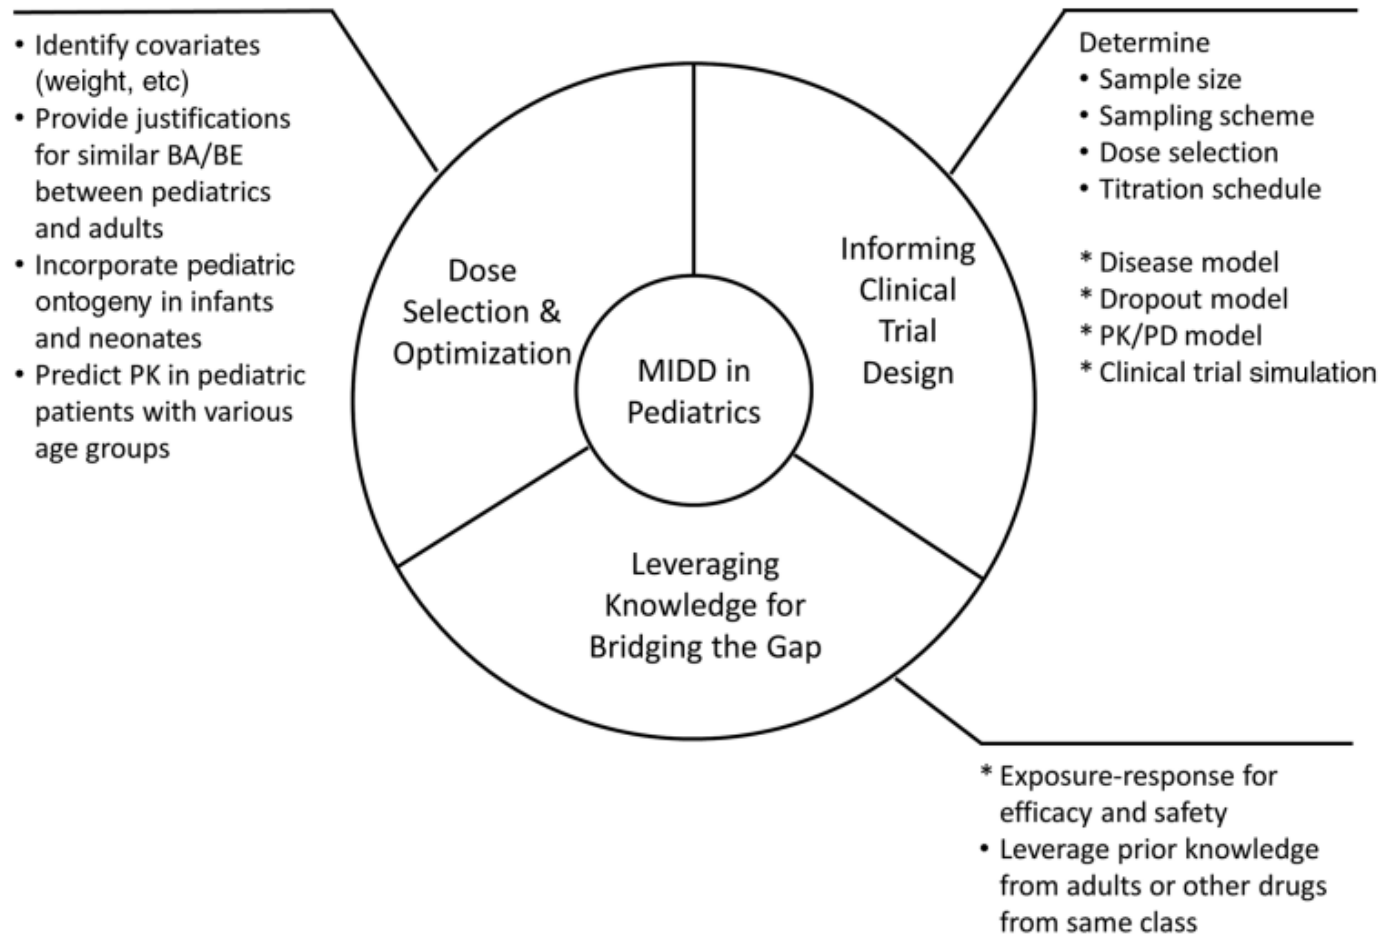 • Identify covariates
(weight, etc)
• Provide justifications
for similar BA/BE
between pediatrics
and adults
• Incorporate pediatric
ontogeny in infants
and neonates
• Predict PK in pediatric
patients with various
age groups
Dose
Selection &
Optimization
MIDD in
Pediatrics
Informing
Clinical
Trial
Design
Determine
• Sample size
• Sampling scheme
• Dose selection
• Titration schedule
* Disease model
* Dropout model
* PK/PD model
* Clinical trial simulation
Leveraging
Knowledge for
Bridging the Gap
* Exposure-response for
efficacy and safety
• Leverage prior knowledge
from adults or other drugs
from same class